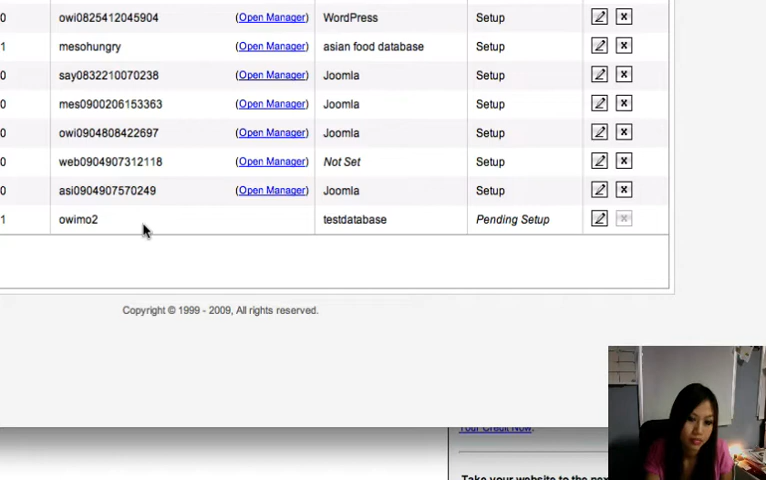 0 owi0825412045904 (Open Manager) WordPress Setup
1 mesohungry (Open Manager) asian food database Setup
0 say0832210070238 (Open Manager) Joomla Setup
0 mes0900206153363 (Open Manager) Joomla Setup
0 owi0904808422697 (Open Manager) Joomla Setup
0 web0904907312118 (Open Manager) Not Set Setup
0 asi0904907570249 (Open Manager) Joomla Setup
1 owimo2 testdatabase Pending Setup
Copyright © 1999 - 2009, All rights reserved.
Your Credit Now.
Take your website to the